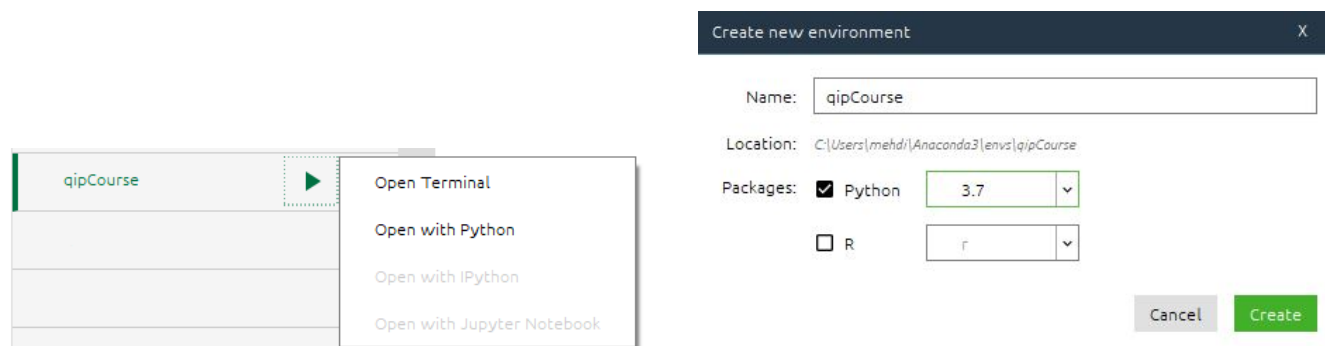 qipCourse
Open Terminal
Open with Python
Open with IPython
Open with Jupyter Notebook
Create new environment X
Name: qipCourse
Location: C:\Users\mehdi\Anaconda3\envs\qipCourse
Packages: Python 3.7
R r
Cancel Create